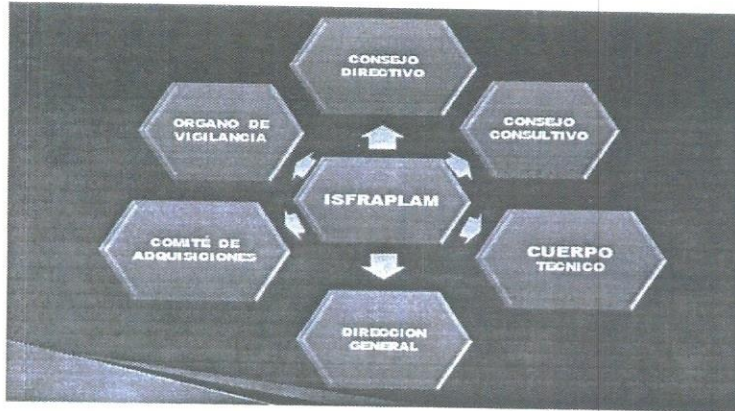 CONSEJO
DIRECTIVO
ORGANO DE
VIGILANCIA
CONSEJO
CONSULTIVO
ISFRAPLAM
COMITÉ DE
ADQUISICIONES
CUERPO
TECNICO
DIRECCION
GENERAL